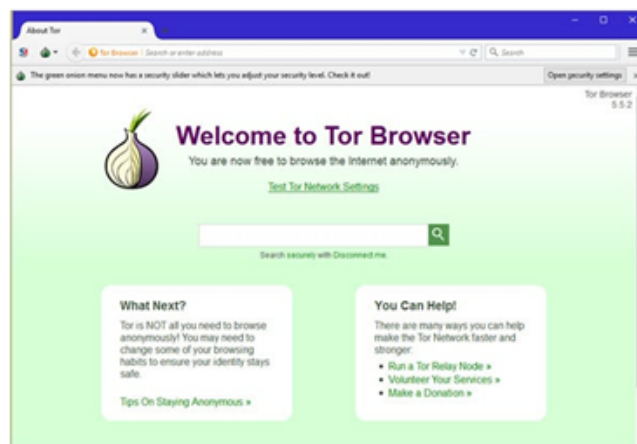 About Tor
Tor Browser Search or enter address
Search
The green onion menu now has a security slider which lets you adjust your security level. Check it out!
Open security settings
Tor Browser
5.5.2
Welcome to Tor Browser
You are now free to browse the Internet anonymously.
Test Tor Network Settings
Search securely with Disconnect.me.
What Next?
Tor is NOT all you need to browse
anonymously! You may need to
change some of your browsing
habits to ensure your identity stays
safe.
Tips On Staying Anonymous »
You Can Help!
There are many ways you can help
make the Tor Network faster and
stronger:
Run a Tor Relay Node »
Volunteer Your Services »
Make a Donation »